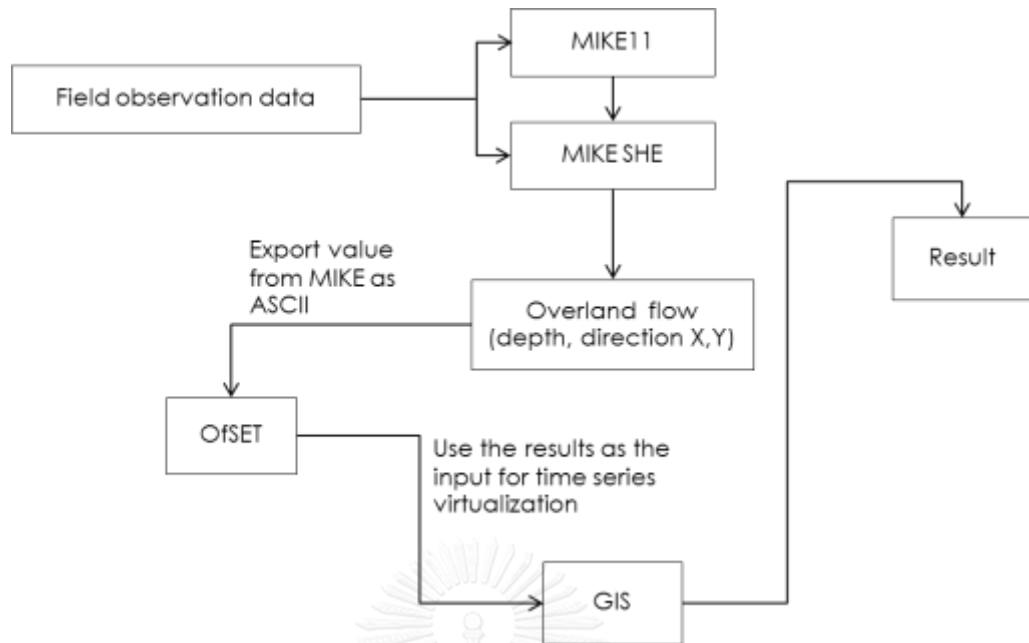 MIKE11
Field observation data
MIKE SHE
Result
Export value
from MIKE as
ASCII
Overland flow
(depth, direction X,Y)
OfSET
Use the results as the
input for time series
virtualization
GIS